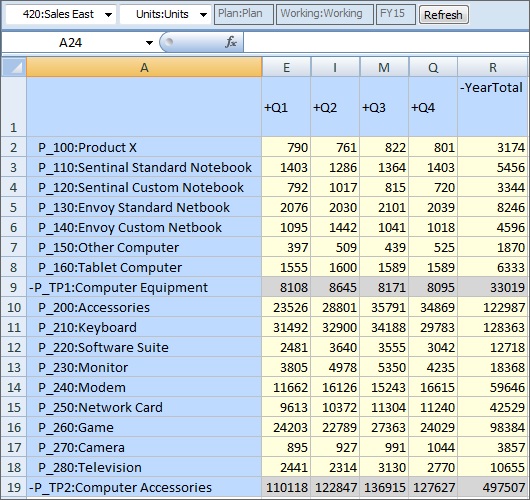 420:Sales East Units:Units Plan:Plan Working:Working FY15 Refresh
A24 fx
A E I M Q R
1 +Q1 +Q2 +Q3 +Q4 -YearTotal
2 P_100:Product X 790 761 822 801 3174
3 P_110:Sentinal Standard Notebook 1403 1286 1364 1403 5456
4 P_120:Sentinal Custom Notebook 792 1017 815 720 3344
5 P_130:Envoy Standard Netbook 2076 2030 2101 2039 8246
6 P_140:Envoy Custom Netbook 1095 1442 1041 1018 4596
7 P_150:Other Computer 397 509 439 525 1870
8 P_160:Tablet Computer 1555 1600 1589 1589 6333
9 -P_TP1:Computer Equipment 8108 8645 8171 8095 33019
10 P_200:Accessories 23526 28801 35791 34869 122987
11 P_210:Keyboard 31492 32900 34188 29783 128363
12 P_220:Software Suite 2481 3640 3555 3042 12718
13 P_230:Monitor 3805 4978 5350 4235 18368
14 P_240:Modem 11662 16126 15243 16615 59646
15 P_250:Network Card 9613 10372 11304 11240 42529
16 P_260:Game 24203 22789 27363 24029 98384
17 P_270:Camera 895 927 991 1044 3857
18 P_280:Television 2441 2314 3130 2770 10655
19 -P_TP2:Computer Accessories 110118 122847 136915 127627 497507